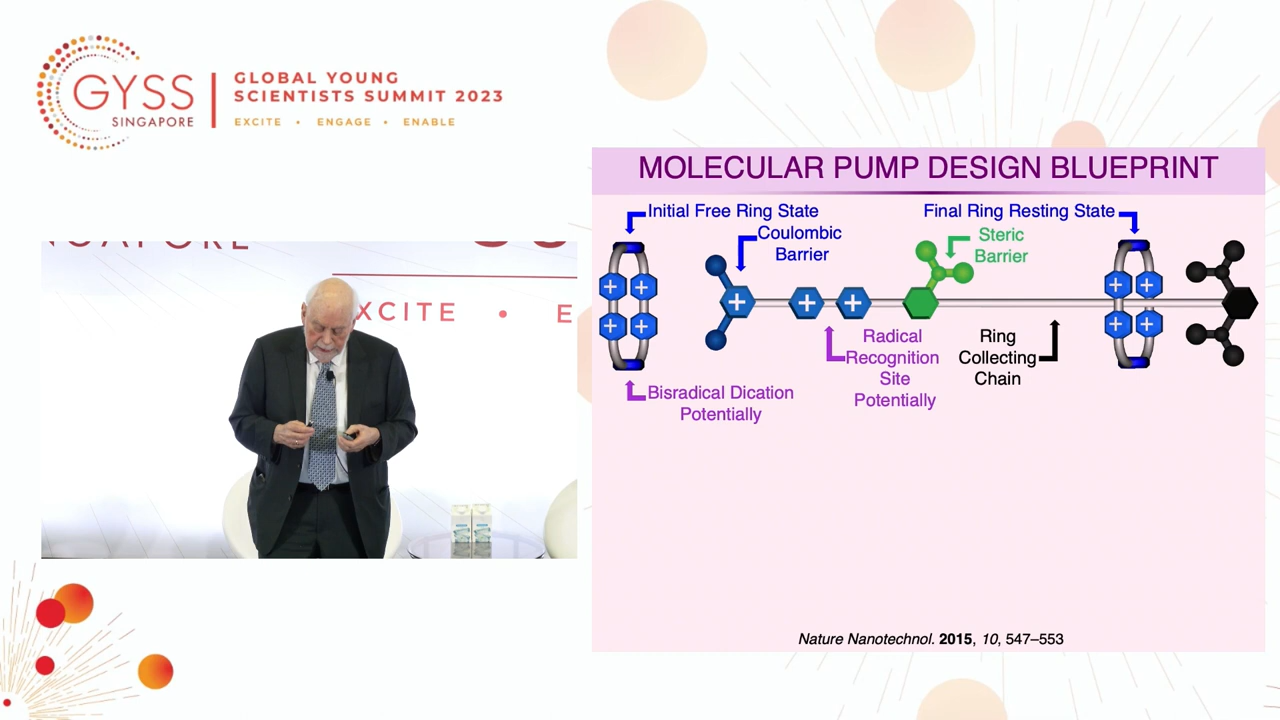 GYSS
SINGAPORE
GLOBAL YOUNG
SCIENTISTS SUMMIT 2023
EXCITE • ENGAGE • ENABLE
MOLECULAR PUMP DESIGN BLUEPRINT
Initial Free Ring State
Final Ring Resting State
Coulombic
Barrier
Steric
Barrier
+ +
+ +
+
+ +
+ +
+ +
Radical
Recognition
Site
Potentially
Ring
Collecting
Chain
Bisradical Dication
Potentially
Nature Nanotechnol. 2015, 10, 547–553
NGAPORE
EXCITE • E